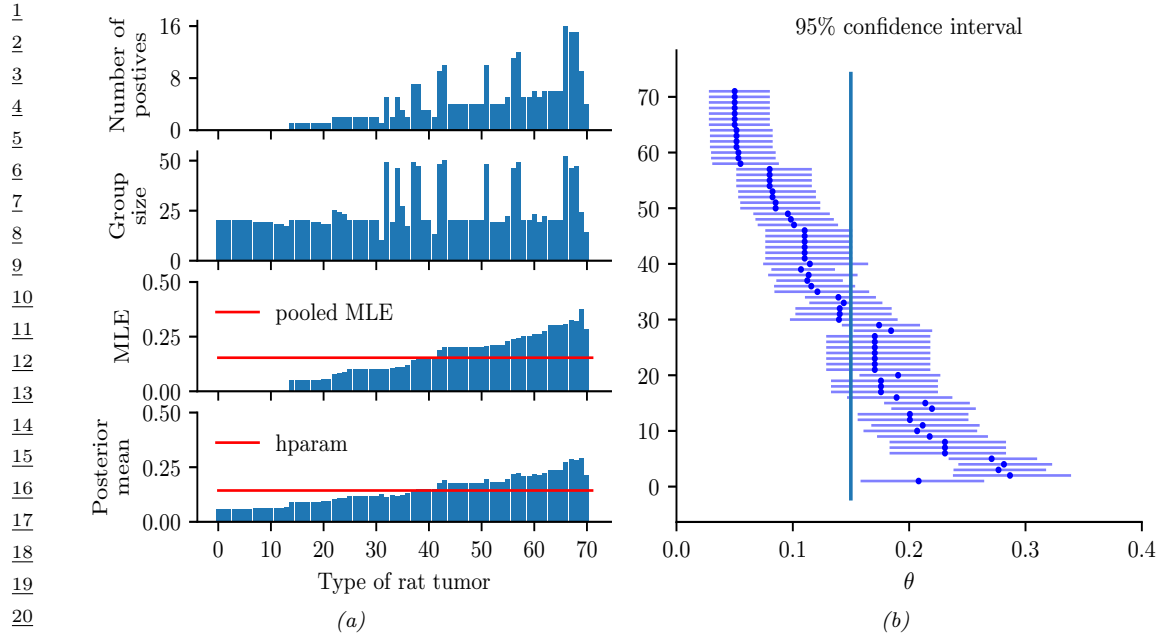 1
2
3
4
5
6
7
8
9
10
11
12
13
14
15
16
17
18
19
20
Number of
postives
16
8
0
Group
size
50
25
0
MLE
0.50
0.25
0.00
pooled MLE
Posterior
mean
0.50
0.25
0.00
hparam
0 10 20 30 40 50 60 70
Type of rat tumor
(a)
95% confidence interval
70
60
50
40
30
20
10
0
0.0 0.1 0.2 0.3 0.4
θ
(b)